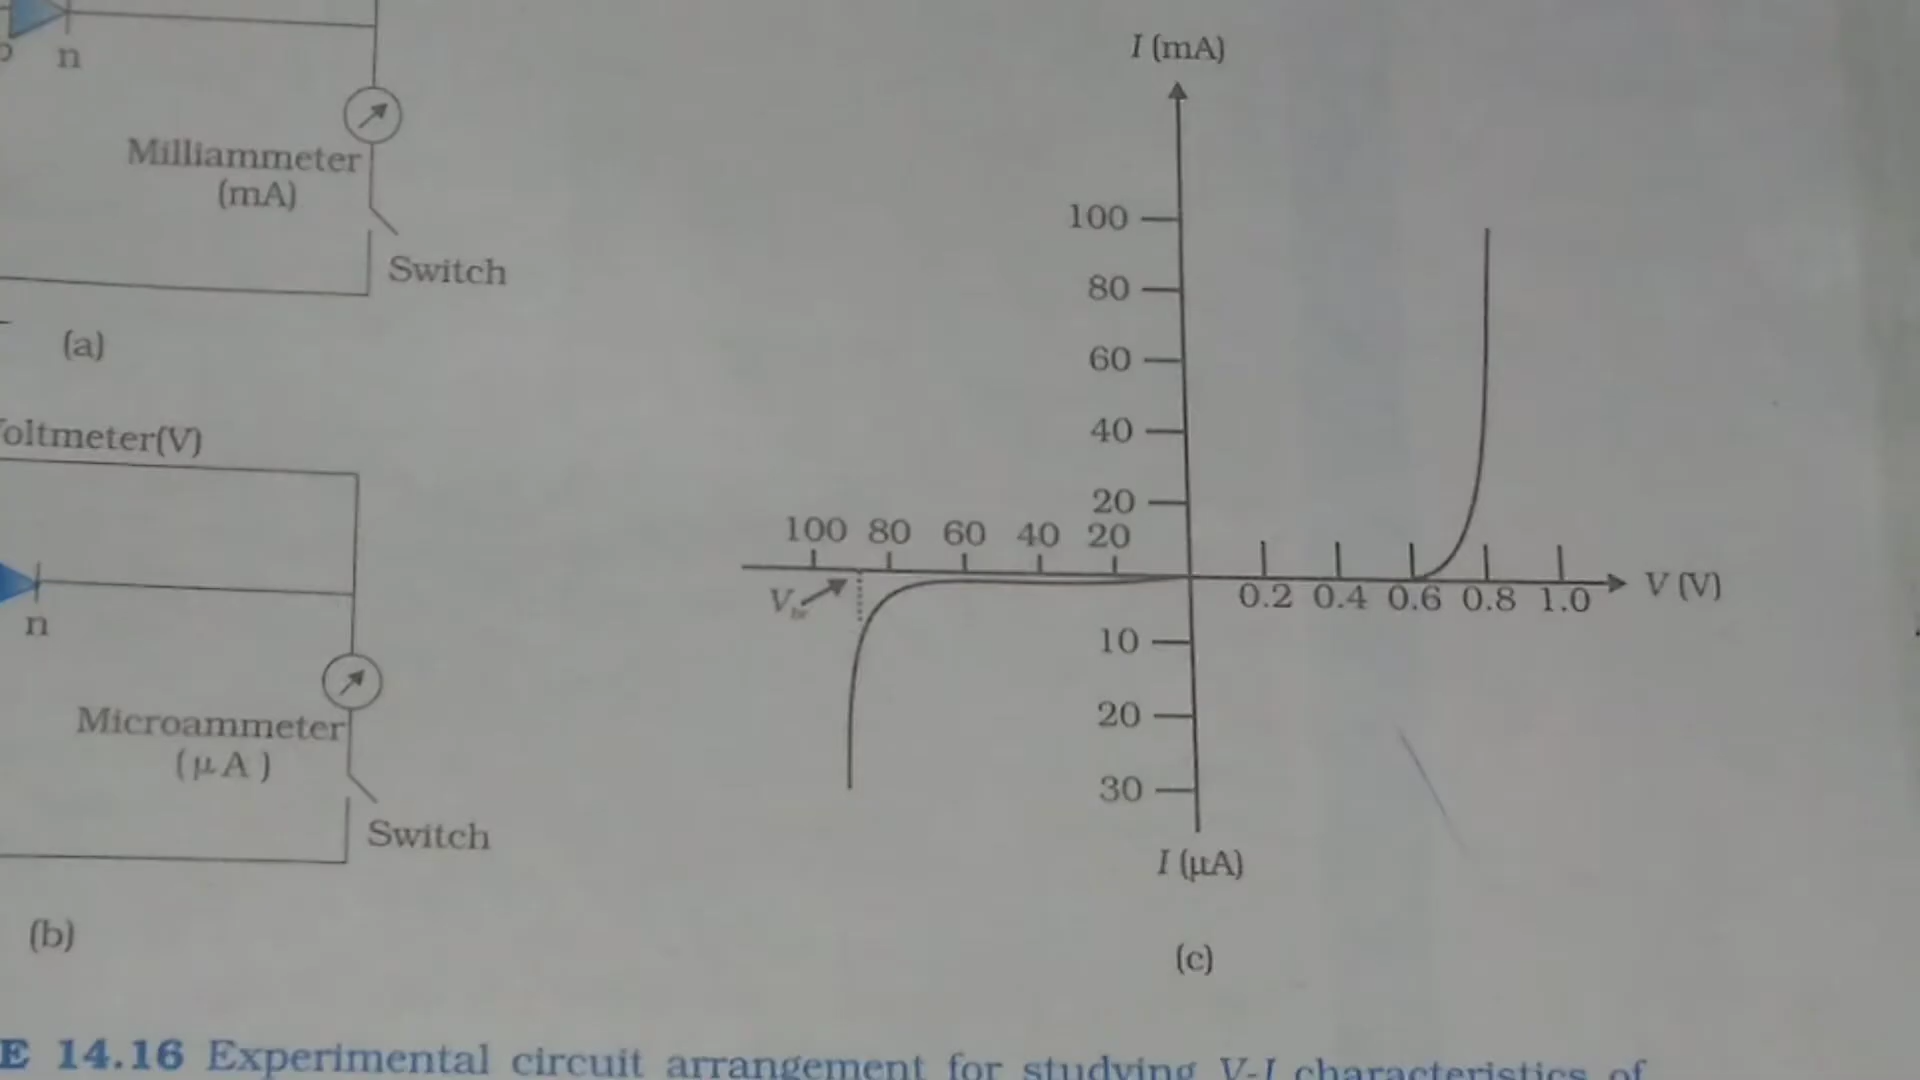 n
Milliammeter
(mA)
Switch
(a)
oltmeter(V)
n
Microammeter
(μA)
Switch
(b)
I (mA)
100
80
60
40
20
100 80 60 40 20
V
0.2 0.4 0.6 0.8 1.0
V (V)
10
20
30
I (μA)
(c)
E 14.16 Experimental circuit arrangement for studying V-I characteristics of